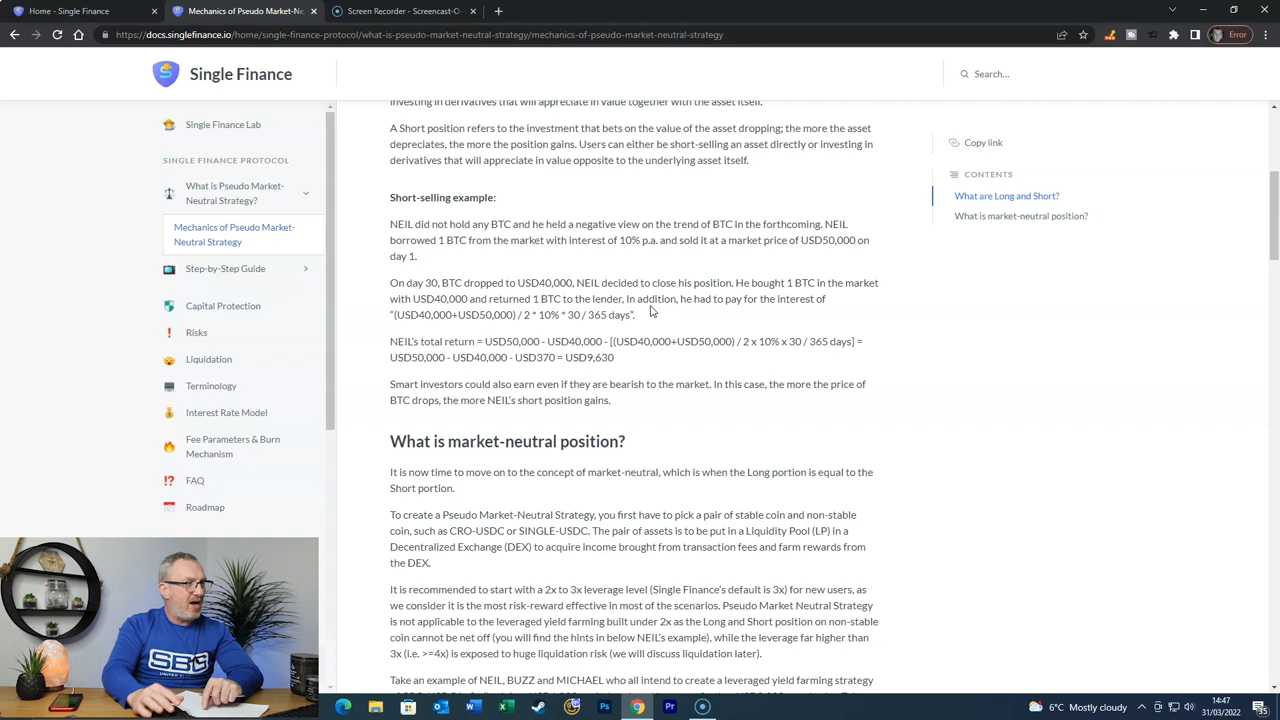 Home - Single Finance
Mechanics of Pseudo Market-Ne
Screen Recorder - Screencast-O-
https://docs.singlefinance.io/home/single-finance-protocol/what-is-pseudo-market-neutral-strategy/mechanics-of-pseudo-market-neutral-strategy
Error
Single Finance
Search...
Single Finance Lab
SINGLE FINANCE PROTOCOL
What is Pseudo Market-
Neutral Strategy?
Mechanics of Pseudo Market-
Neutral Strategy
Step-by-Step Guide
Capital Protection
Risks
Liquidation
Terminology
Interest Rate Model
Fee Parameters & Burn
Mechanism
FAQ
Roadmap
investing in derivatives that will appreciate in value together with the asset itself.
A Short position refers to the investment that bets on the value of the asset dropping; the more the asset
depreciates, the more the position gains. Users can either be short-selling an asset directly or investing in
derivatives that will appreciate in value opposite to the underlying asset itself.
Short-selling example:
NEIL did not hold any BTC and he held a negative view on the trend of BTC in the forthcoming. NEIL
borrowed 1 BTC from the market with interest of 10% p.a. and sold it at a market price of USD50,000 on
day 1.
On day 30, BTC dropped to USD40,000, NEIL decided to close his position. He bought 1 BTC in the market
with USD40,000 and returned 1 BTC to the lender, In addition, he had to pay for the interest of
“(USD40,000+USD50,000) / 2 * 10% * 30 / 365 days”.
NEIL’s total return = USD50,000 - USD40,000 - [(USD40,000+USD50,000) / 2 x 10% x 30 / 365 days] =
USD50,000 - USD40,000 - USD370 = USD9,630
Smart investors could also earn even if they are bearish to the market. In this case, the more the price of
BTC drops, the more NEIL’s short position gains.
What is market-neutral position?
It is now time to move on to the concept of market-neutral, which is when the Long portion is equal to the
Short portion.
To create a Pseudo Market-Neutral Strategy, you first have to pick a pair of stable coin and non-stable
coin, such as CRO-USDC or SINGLE-USDC. The pair of assets is to be put in a Liquidity Pool (LP) in a
Decentralized Exchange (DEX) to acquire income brought from transaction fees and farm rewards from
the DEX.
It is recommended to start with a 2x to 3x leverage level (Single Finance’s default is 3x) for new users, as
we consider it is the most risk-reward effective in most of the scenarios. Pseudo Market Neutral Strategy
is not applicable to the leveraged yield farming built under 2x as the Long and Short position on non-stable
coin cannot be net off (you will find the hints in below NEIL’s example), while the leverage far higher than
3x (i.e. >=4x) is exposed to huge liquidation risk (we will discuss liquidation later).
Take an example of NEIL, BUZZ and MICHAEL who all intend to create a leveraged yield farming strategy
Copy link
CONTENTS
What are Long and Short?
What is market-neutral position?
SBG
6°C Mostly cloudy
14:47
31/03/2022